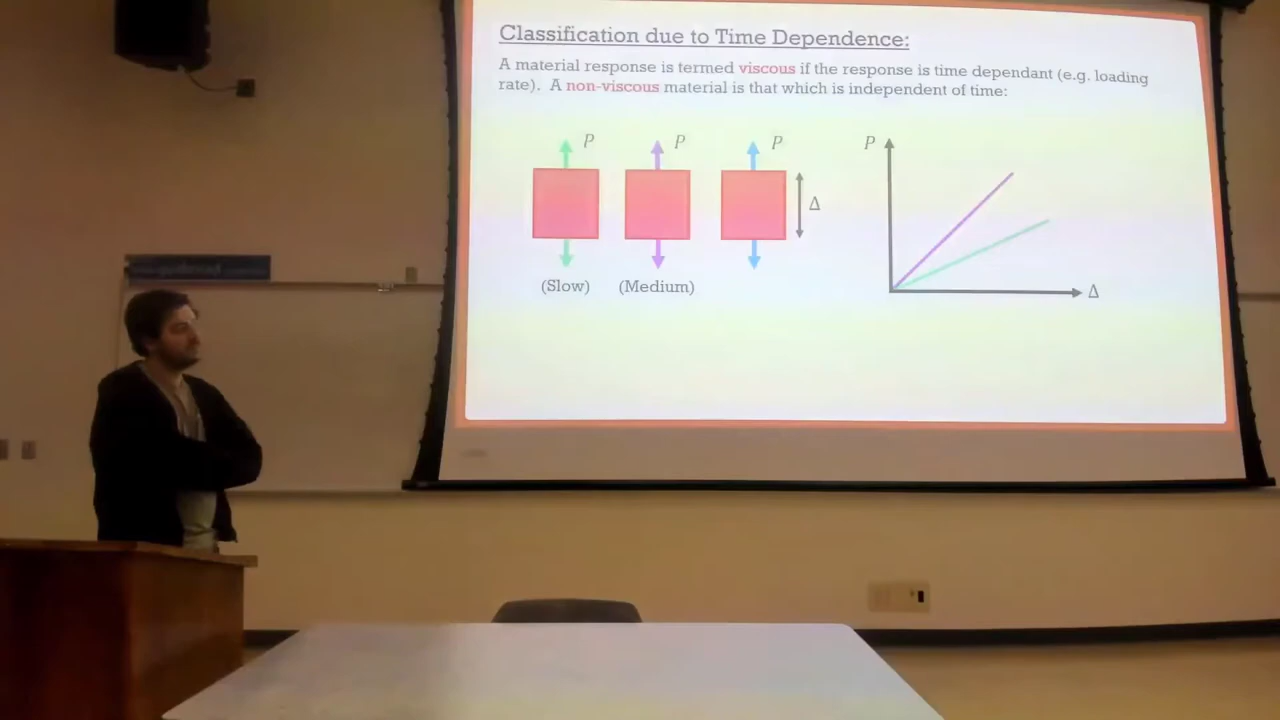 Classification due to Time Dependence:
A material response is termed viscous if the response is time dependant (e.g. loading
rate). A non-viscous material is that which is independent of time:
P P P P
Δ
(Slow) (Medium)
Δ